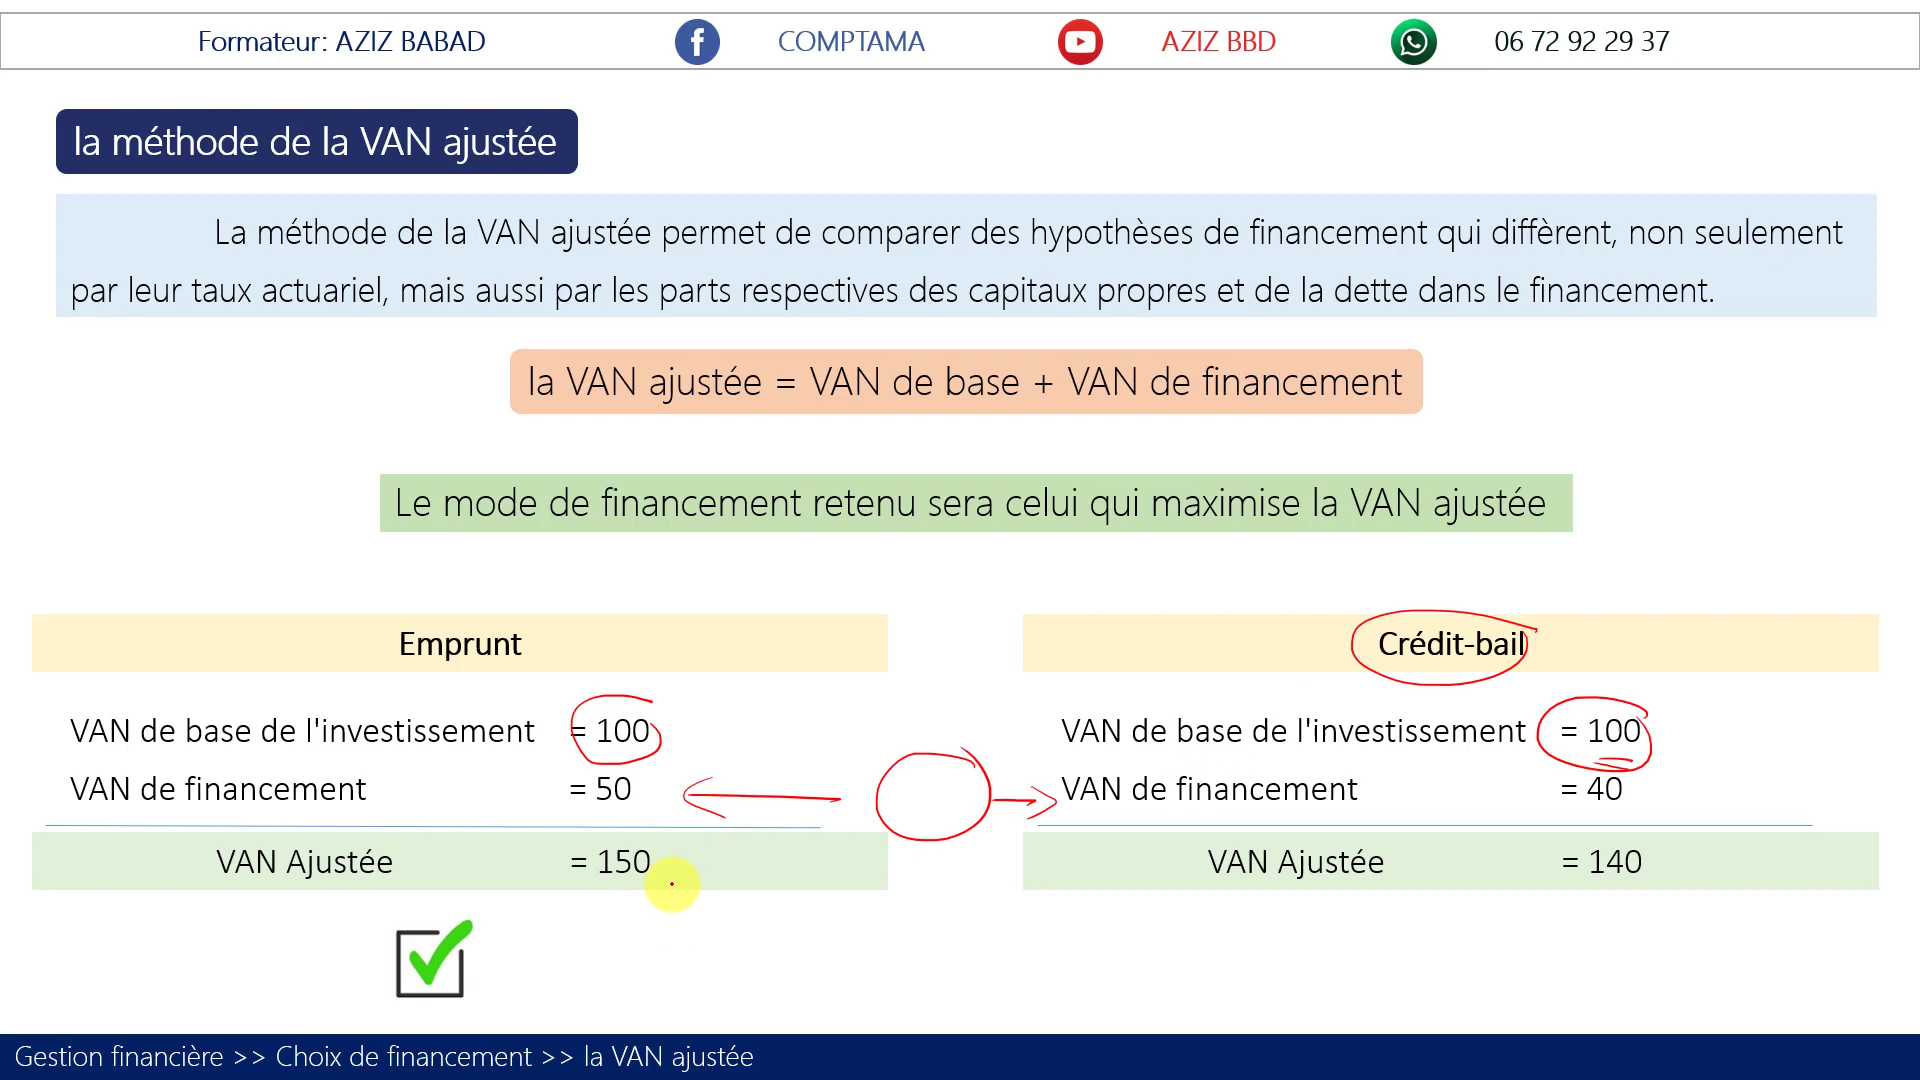 Formateur: AZIZ BABAD COMPTAMA AZIZ BBD 06 72 92 29 37
la méthode de la VAN ajustée
La méthode de la VAN ajustée permet de comparer des hypothèses de financement qui diffèrent, non seulement
par leur taux actuariel, mais aussi par les parts respectives des capitaux propres et de la dette dans le financement.
la VAN ajustée = VAN de base + VAN de financement
Le mode de financement retenu sera celui qui maximise la VAN ajustée
Emprunt
VAN de base de l'investissement = 100
VAN de financement = 50
VAN Ajustée = 150
Crédit-bail
VAN de base de l'investissement = 100
VAN de financement = 40
VAN Ajustée = 140
Gestion financière >> Choix de financement >> la VAN ajustée